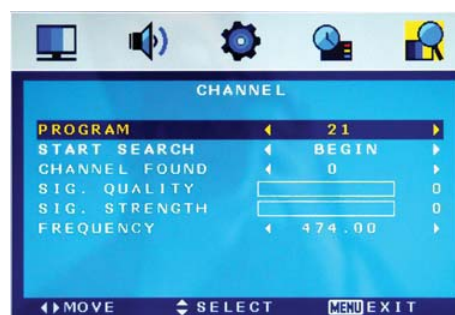 CHANNEL
PROGRAM 21
START SEARCH BEGIN
CHANNEL FOUND 0
SIG. QUALITY 0
SIG. STRENGTH 0
FREQUENCY 474.00
MOVE SELECT MENU EXIT